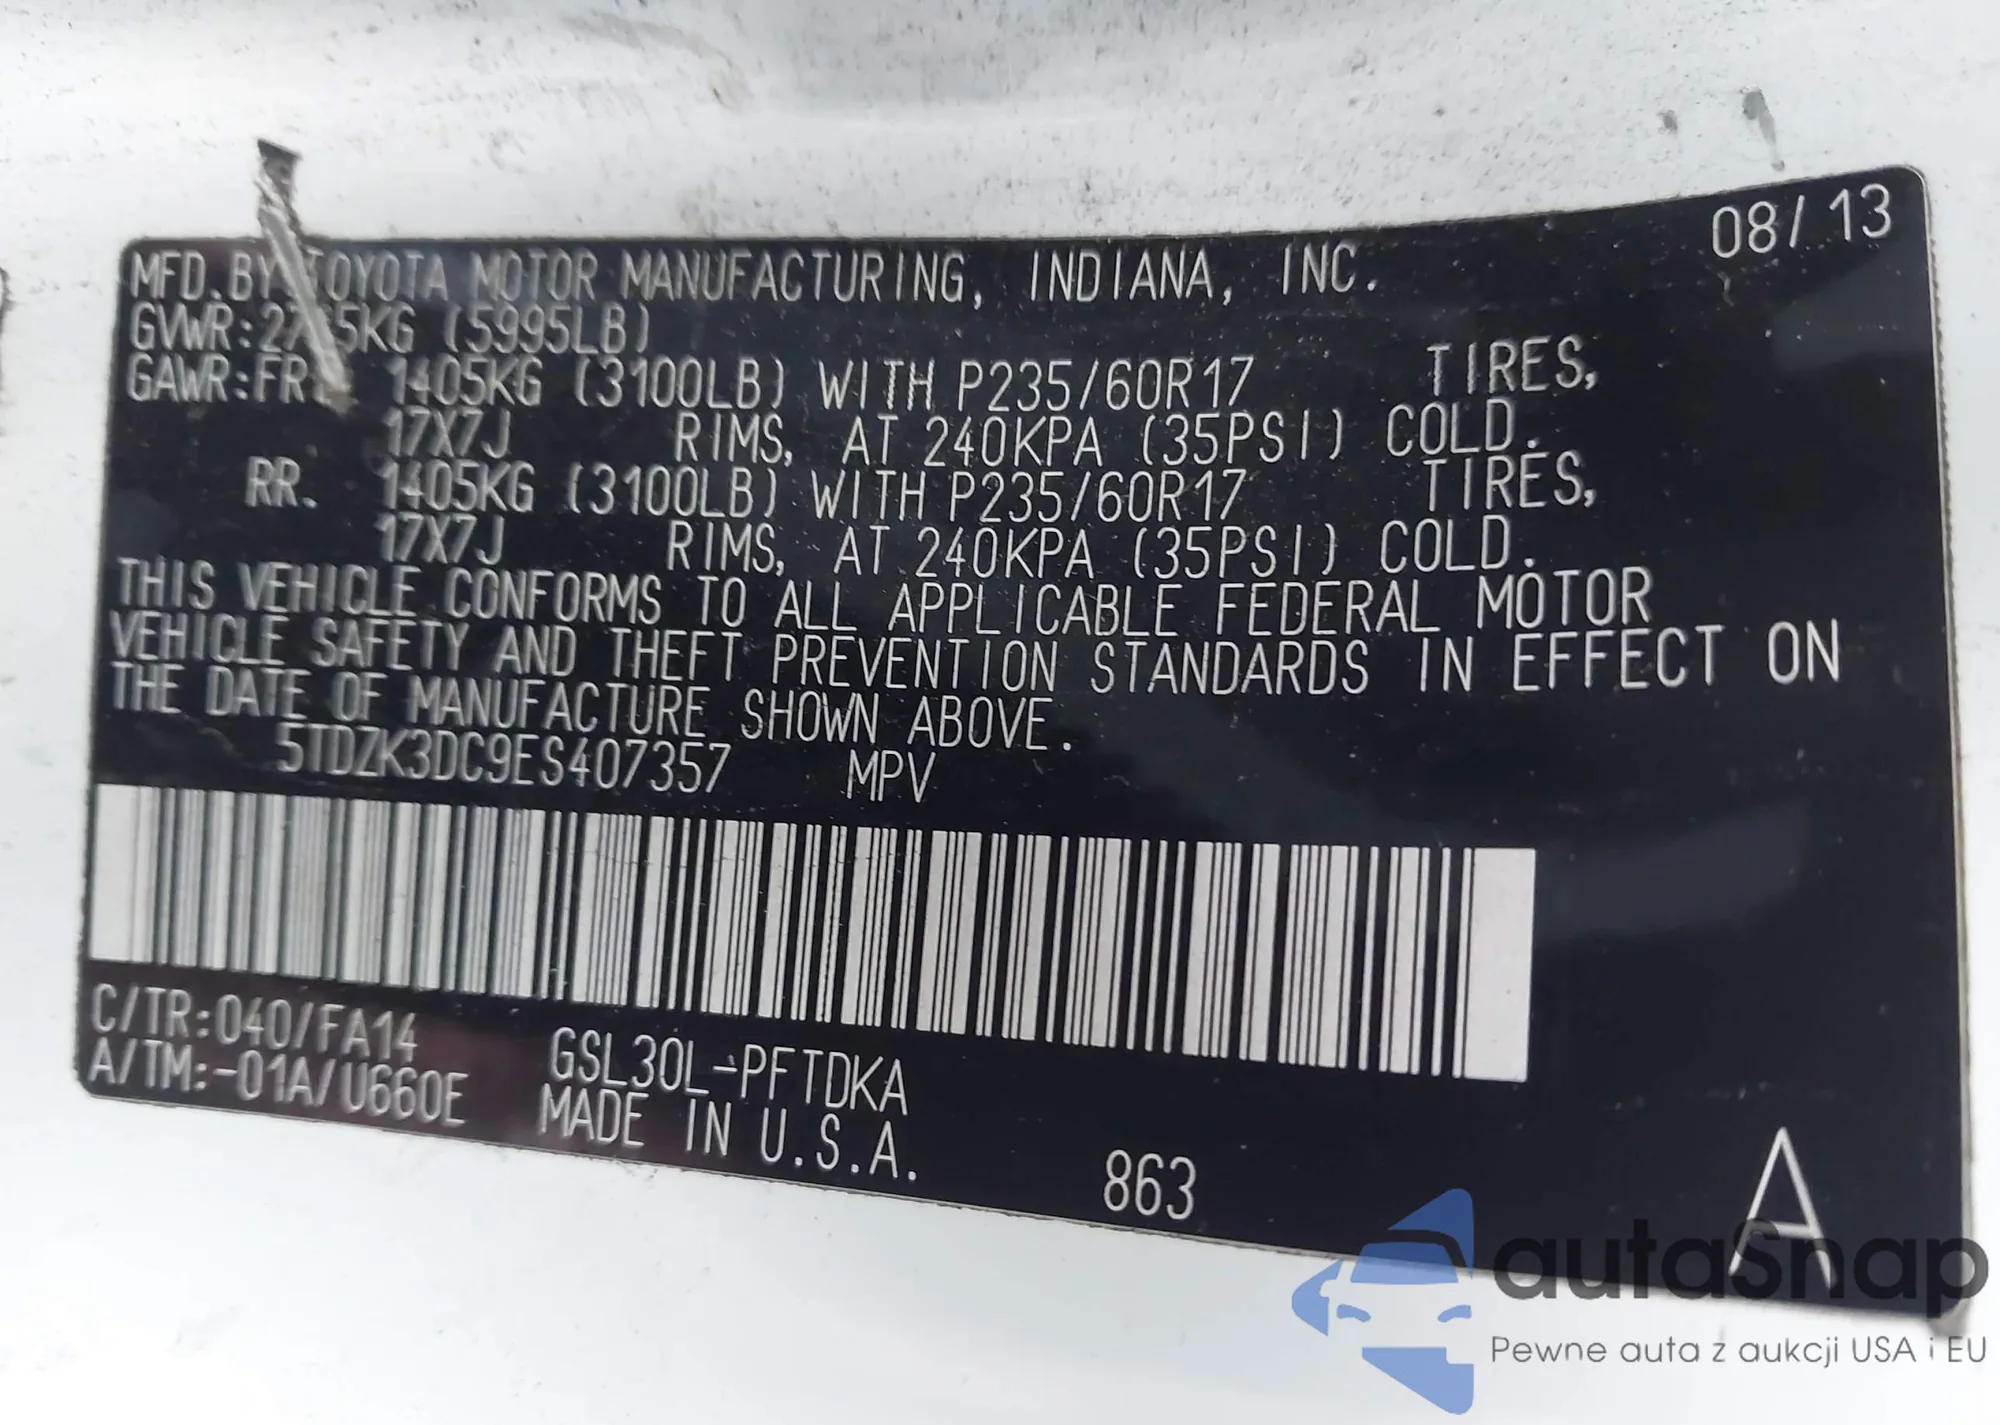 08/13
MFD. BY TOYOTA MOTOR MANUFACTURING, INDIANA, INC.
GVWR: (5995LB)
GAWR:FR. 1405KG (3100LB) WITH P235/60R17 TIRES,
17X7J RIMS, AT 240KPA (35PSI) COLD.
RR. 1405KG (3100LB) WITH P235/60R17 TIRES,
17X7J RIMS, AT 240KPA (35PSI) COLD.
THIS VEHICLE CONFORMS TO ALL APPLICABLE FEDERAL MOTOR
VEHICLE SAFETY AND THEFT PREVENTION STANDARDS IN EFFECT ON
THE DATE OF MANUFACTURE SHOWN ABOVE.
5TDZK3DC9ES407357 MPV
C/TR:040/FA14
A/TM:-01A/U660E
GSL30L-PFTDKA
MADE IN U.S.A.
863
A
autaSnap
Pewne auta z aukcji USA i EU